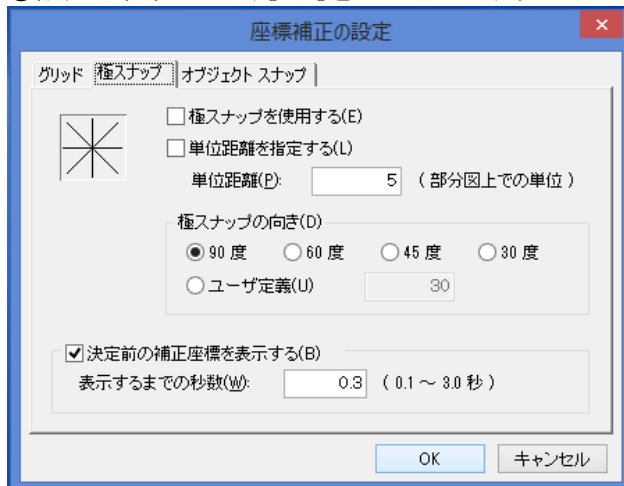 座標補正の設定
グリッド 極スナップ オブジェクト スナップ
極スナップを使用する(E)
単位距離を指定する(L)
単位距離(P): 5 (部分図上での単位)
極スナップの向き(D)
90 度 60 度 45 度 30 度
ユーザ定義(U) 30
決定前の補正座標を表示する(B)
表示するまでの秒数(W): 0.3 (0.1 ~ 3.0 秒)
OK キャンセル